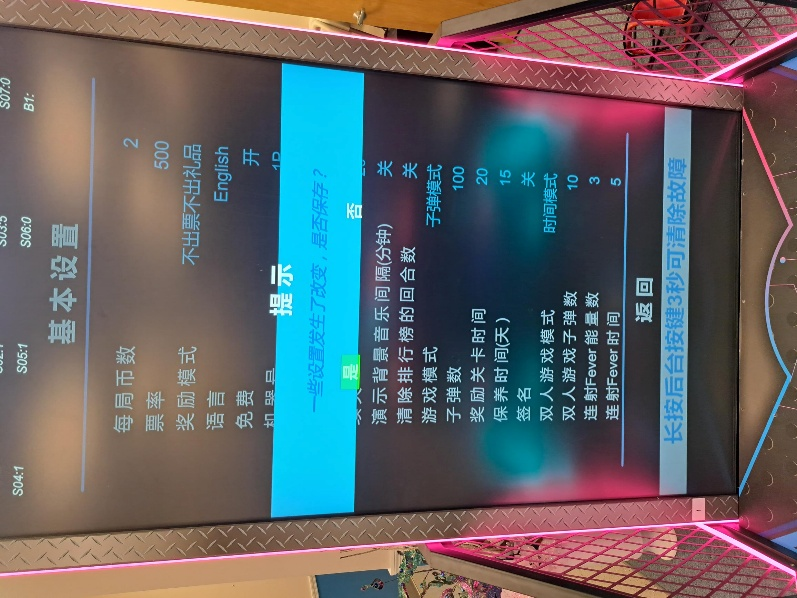 S03:5 S07:0
S04:1 S05:1 S06:0 B1:
基本设置
每局币数 2
票率 500
奖励模式 不出票不出礼品
语言 English
免费 开
机器号
提示
一些设置发生了改变，是否保存？
是 否
演示背景音乐间隔(分钟) 关
清除排行榜的回合数 关
游戏模式 子弹模式
子弹数 100
奖励关卡时间 20
保养时间(天) 15
签名 关
双人游戏模式 时间模式
双人游戏子弹数 10
连射Fever能量数 3
连射Fever时间 5
返回
长按后台按键3秒可清除故障